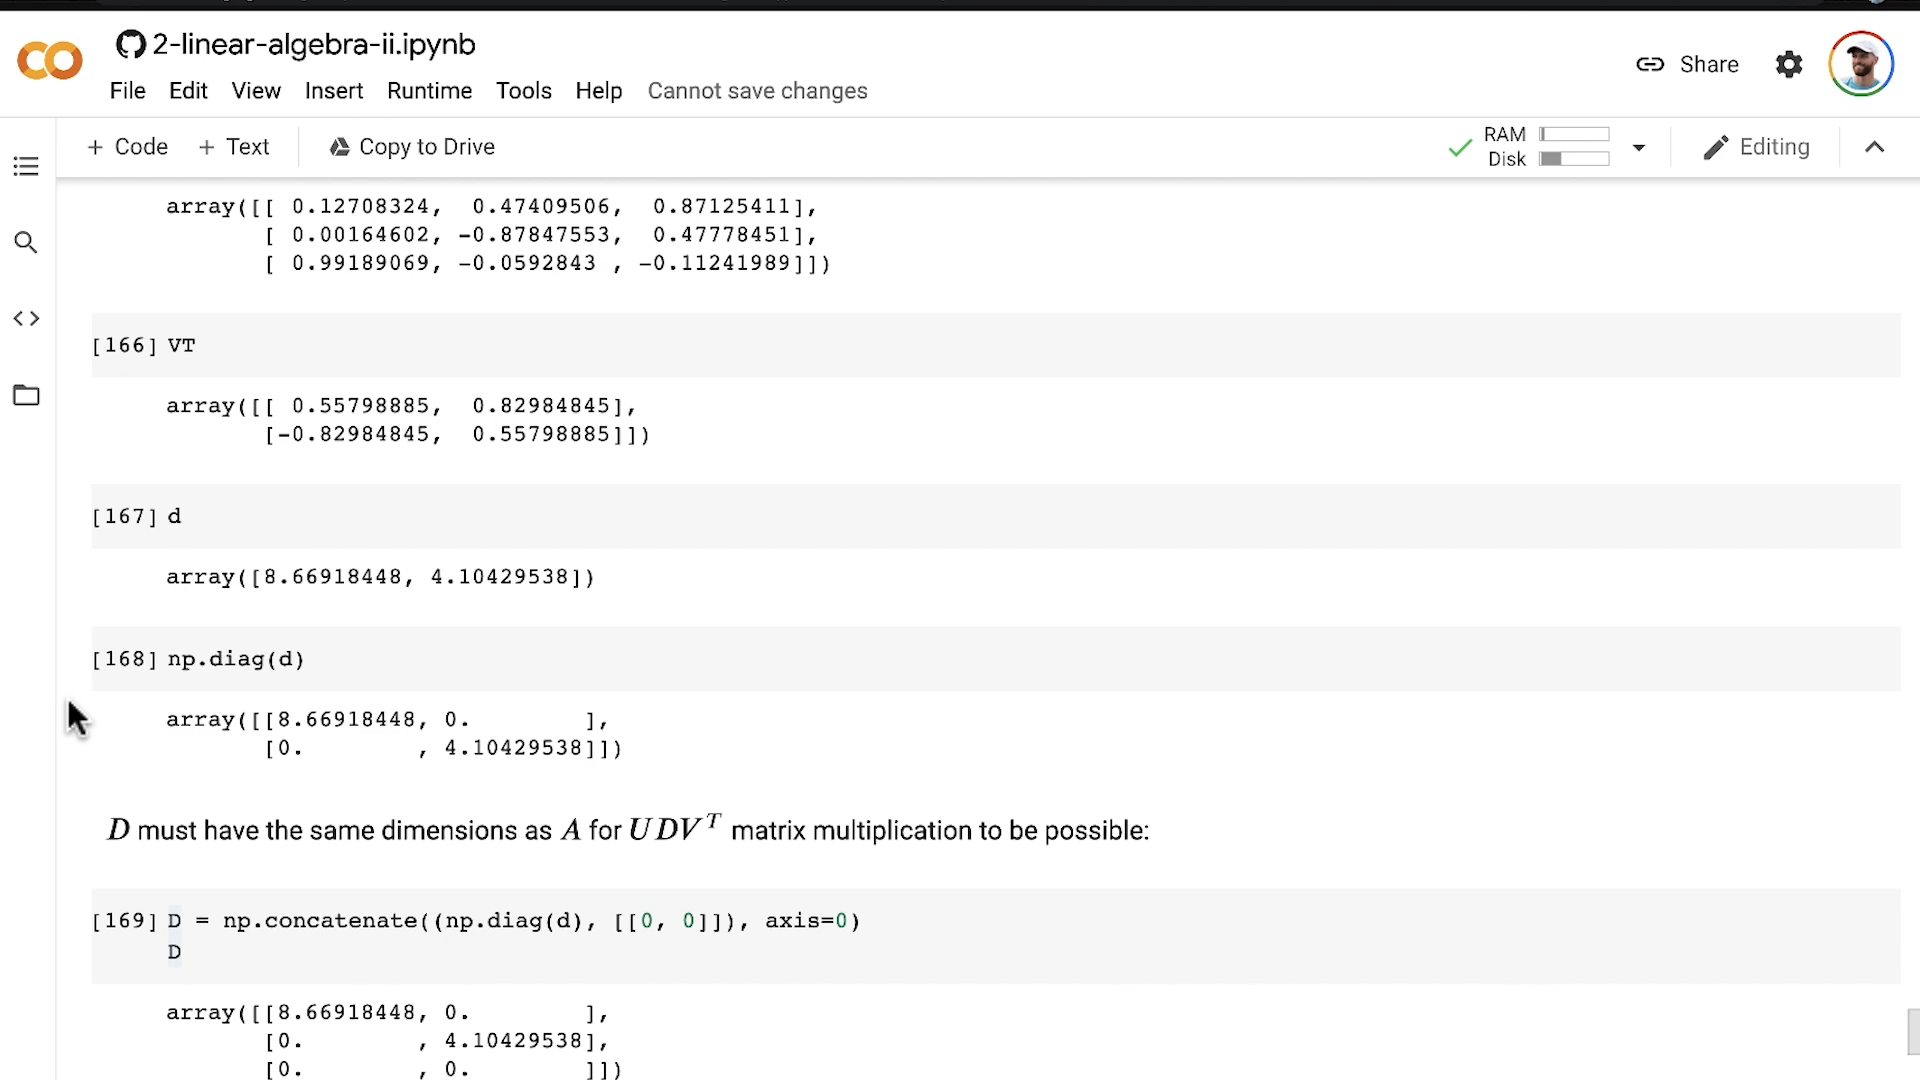 2-linear-algebra-ii.ipynb
File Edit View Insert Runtime Tools Help Cannot save changes
Share
+ Code + Text Copy to Drive
RAM
Disk
Editing
array([[ 0.12708324,  0.47409506,  0.87125411],
[ 0.00164602, -0.87847553,  0.47778451],
[ 0.99189069, -0.0592843 , -0.11241989]])
[166] VT
array([[ 0.55798885,  0.82984845],
[-0.82984845,  0.55798885]])
[167] d
array([8.66918448, 4.10429538])
[168] np.diag(d)
array([[8.66918448, 0.        ],
[0.        , 4.10429538]])
D must have the same dimensions as A for UDV^T matrix multiplication to be possible:
[169] D = np.concatenate((np.diag(d), [[0, 0]]), axis=0)
D
array([[8.66918448, 0.        ],
[0.        , 4.10429538],
[0.        , 0.        ]])